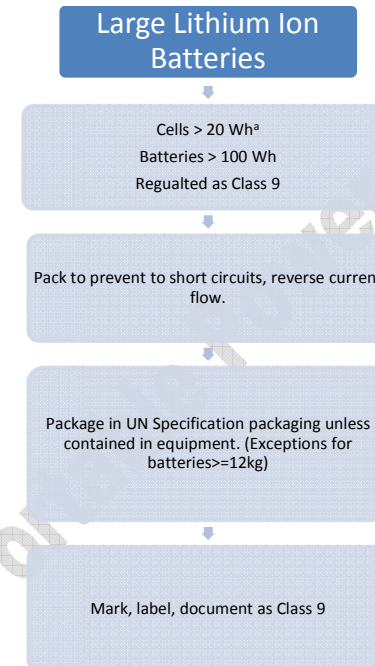 Large Lithium Ion
Batteries
Cells > 20 Whᵃ
Batteries > 100 Wh
Regualted as Class 9
Pack to prevent to short circuits, reverse curren
flow.
Package in UN Specification packaging unless
contained in equipment. (Exceptions for
batteries>=12kg)
Mark, label, document as Class 9